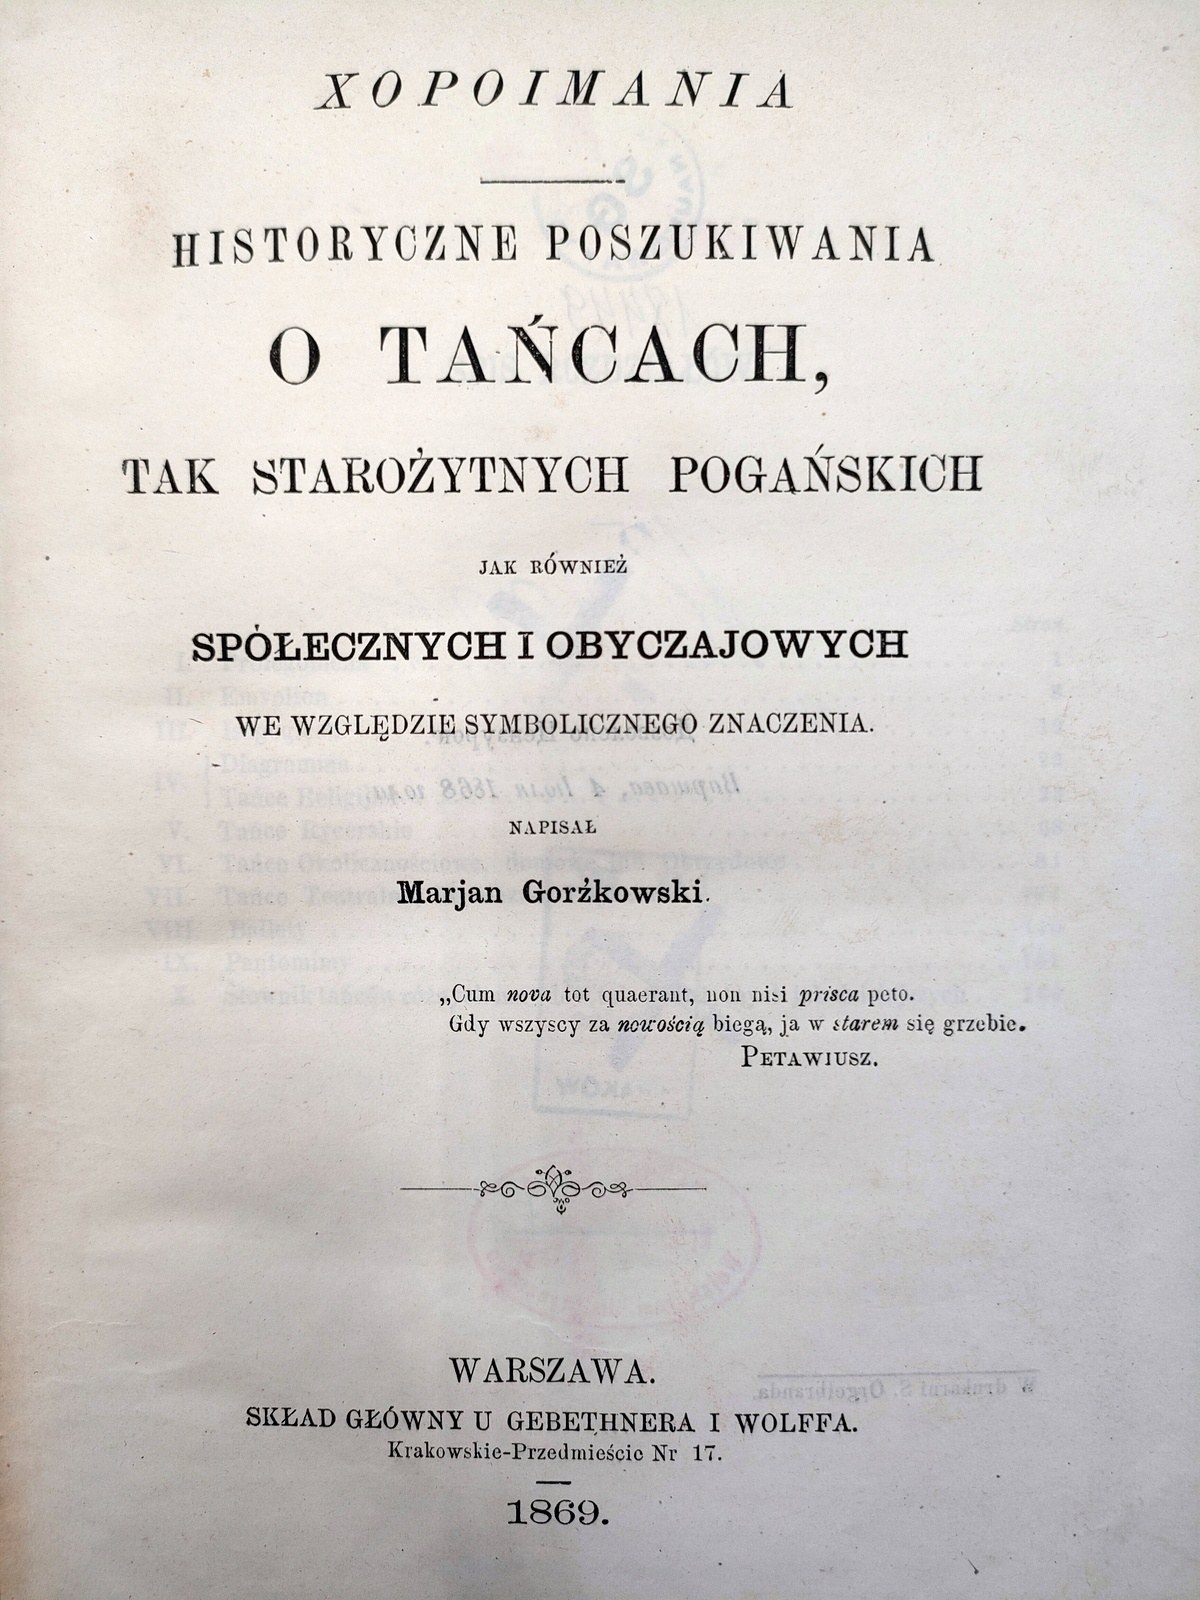 ΧΟΡΟΙΜΑΝΙΑ
HISTORYCZNE POSZUKIWANIA
O TAŃCACH,
TAK STAROŻYTNYCH POGAŃSKICH
JAK RÓWNIEŻ
SPÓŁECZNYCH I OBYCZAJOWYCH
WE WZGLĘDZIE SYMBOLICZNEGO ZNACZENIA.
NAPISAŁ
Marjan Gorżkowski.
„Cum nova tot quaerant, non nisi prisca peto.
Gdy wszyscy za nowością biegą, ja w starem się grzebie.
PETAWIUSZ.
WARSZAWA.
SKŁAD GŁÓWNY U GEBETHNERA I WOLFFA.
Krakowskie-Przedmieście Nr 17.
1869.